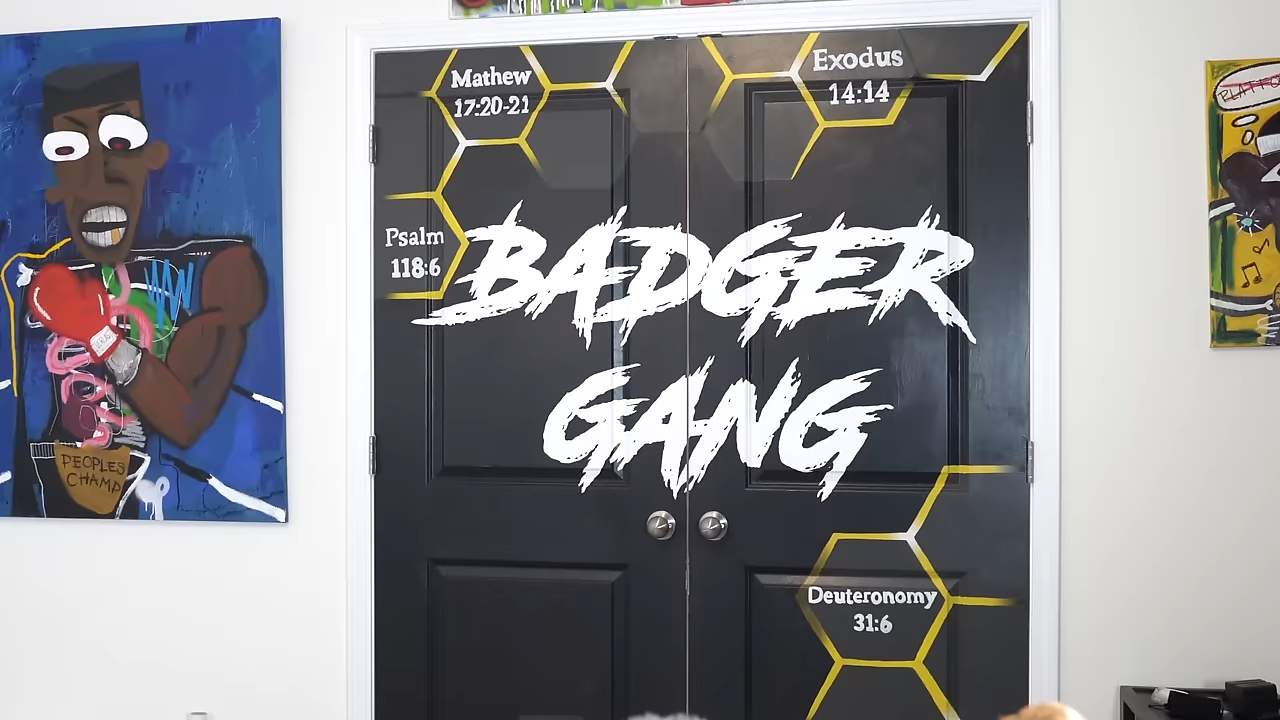 Mathew
17:20-21
Exodus
14:14
Psalm
118:6
BADGER
GANG
Deuteronomy
31:6
PEOPLES
CHAMP